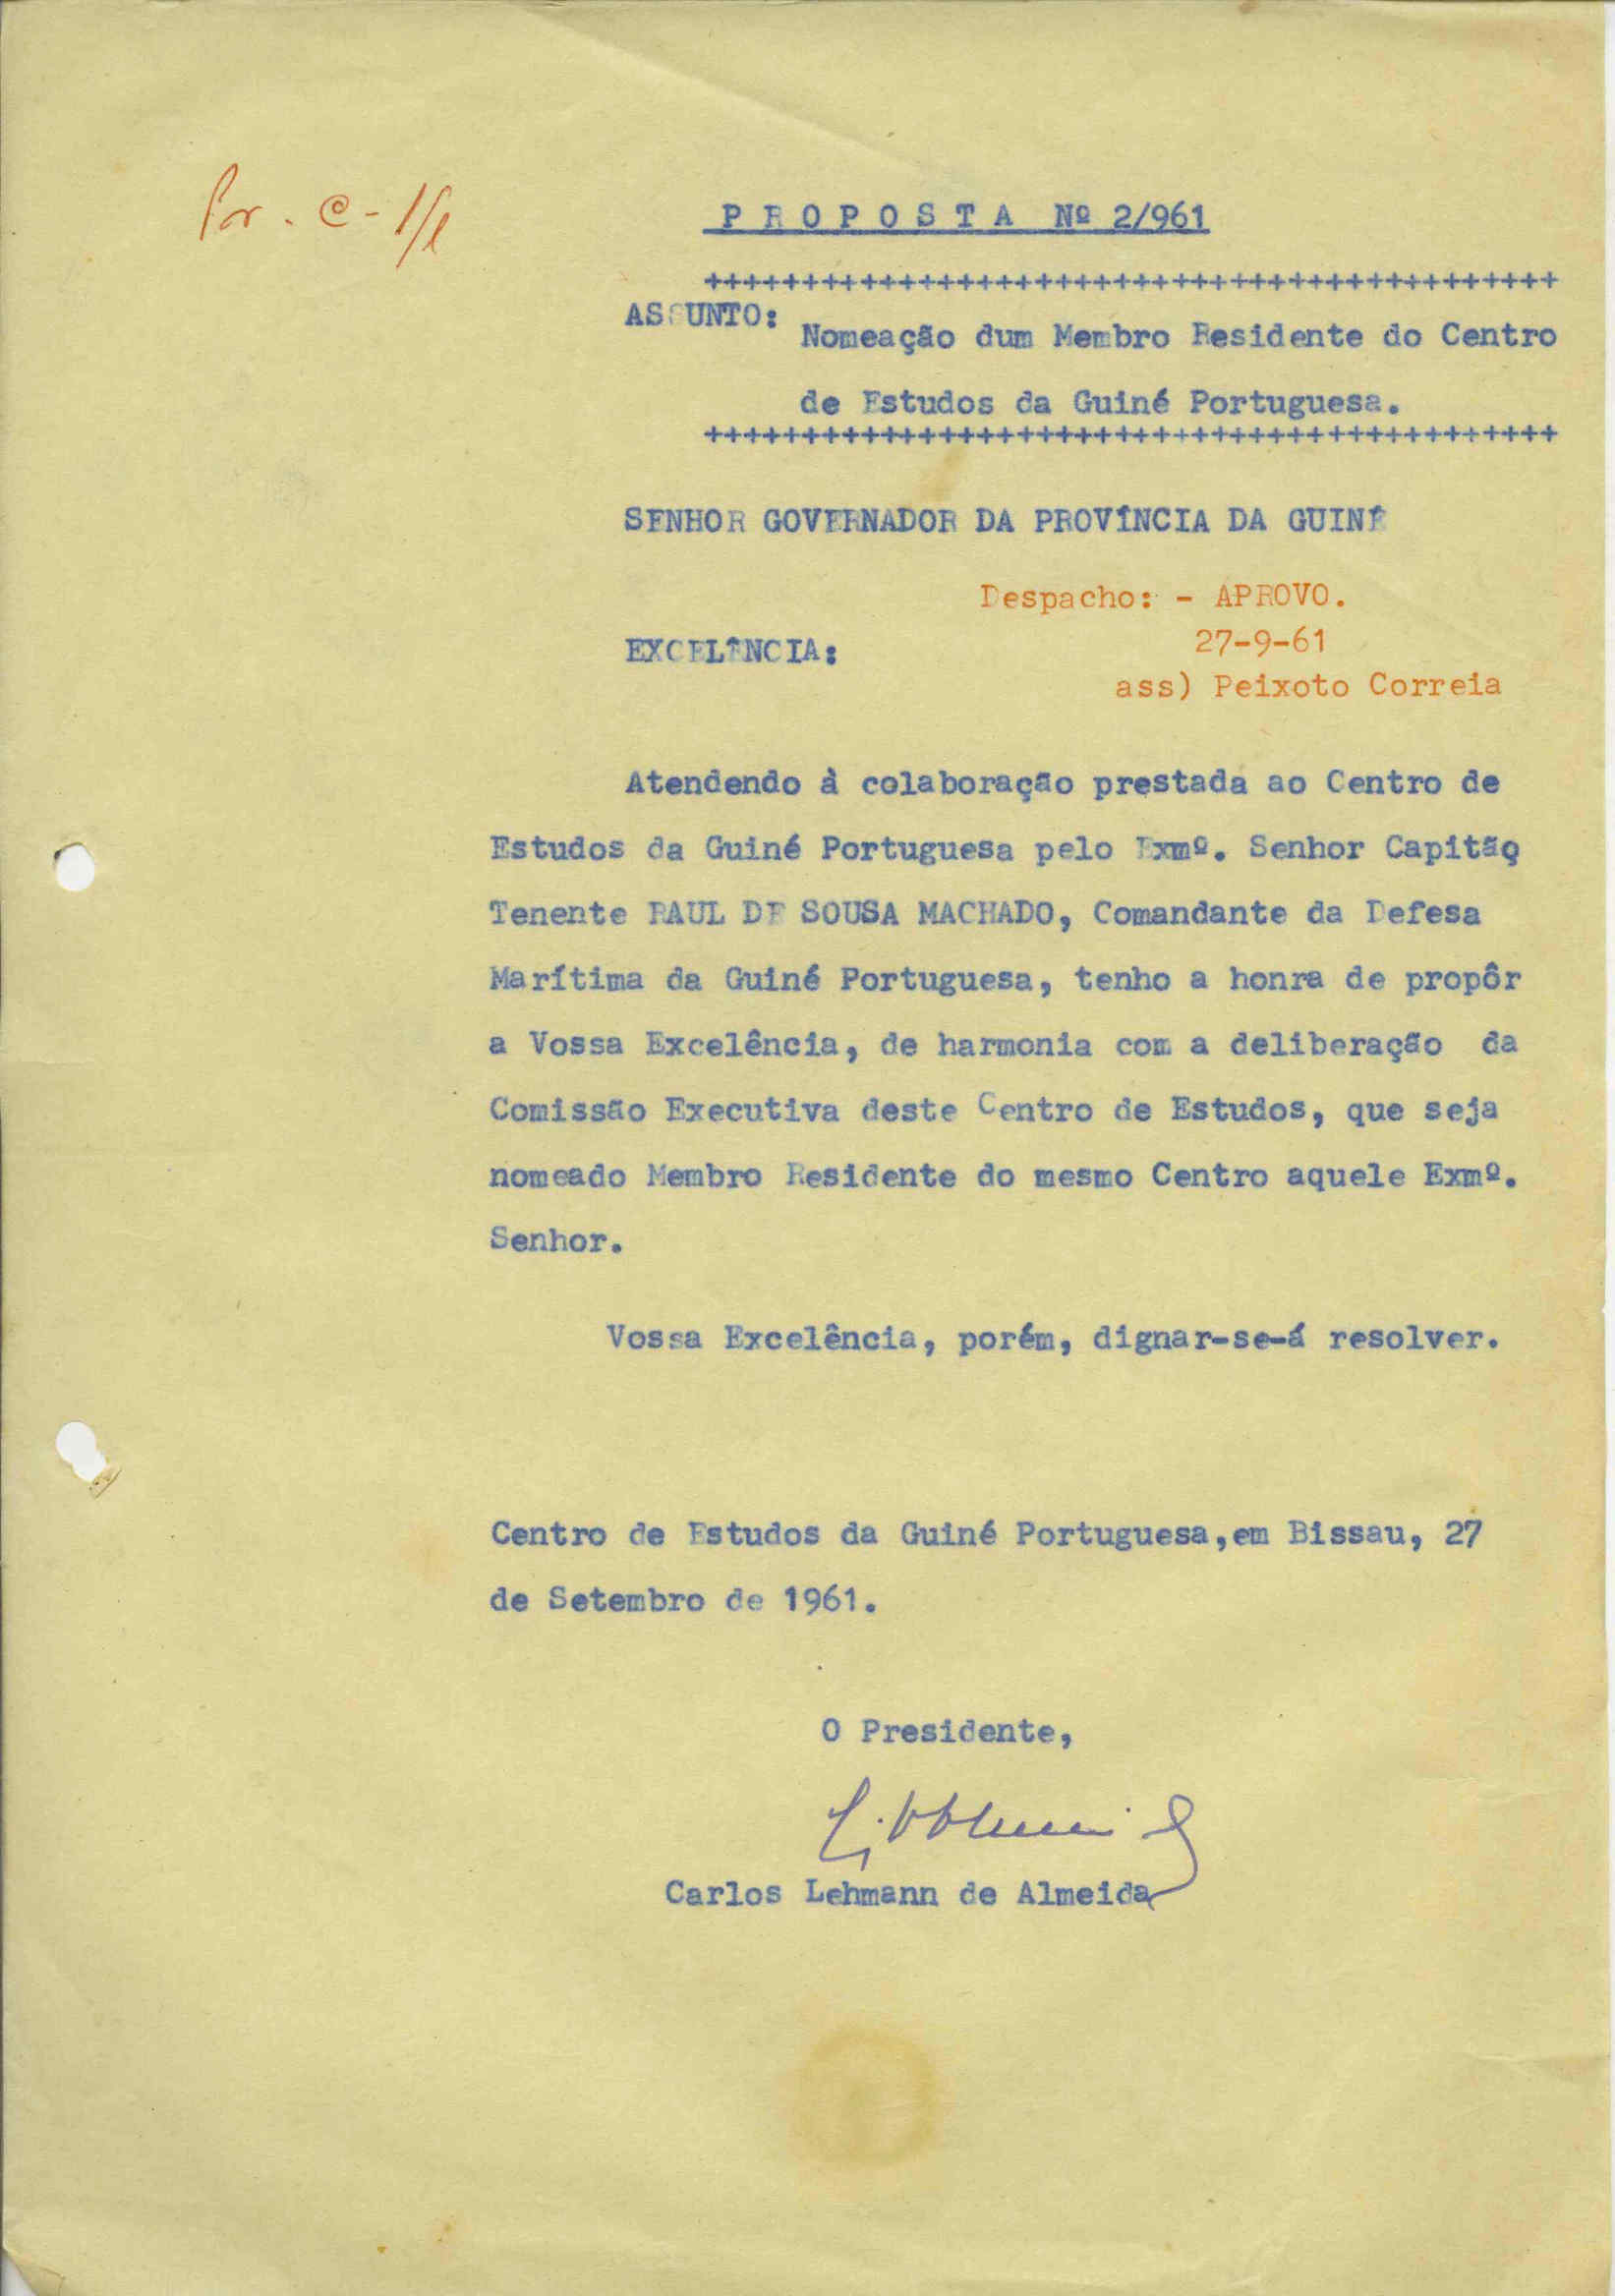 P R O P O S T A Nº 2/961
++++++++++++++++++++++++++++++++++++++++++++
ASSUNTO:
Nomeação dum Membro Residente do Centro
de Estudos da Guiné Portuguesa.
++++++++++++++++++++++++++++++++++++++++++++
SENHOR GOVERNADOR DA PROVÍNCIA DA GUINÉ
Despacho: - APROVO.
27-9-61
ass) Peixoto Correia
EXCELÊNCIA:
Atendendo à colaboração prestada ao Centro de
Estudos da Guiné Portuguesa pelo Exmº. Senhor Capitão
Tenente RAUL DE SOUSA MACHADO, Comandante da Defesa
Marítima da Guiné Portuguesa, tenho a honra de propôr
a Vossa Excelência, de harmonia com a deliberação da
Comissão Executiva deste Centro de Estudos, que seja
nomeado Membro Residente do mesmo Centro aquele Exmº.
Senhor.
Vossa Excelência, porém, dignar-se-á resolver.
Centro de Estudos da Guiné Portuguesa,em Bissau, 27
de Setembro de 1961.
O Presidente,
Carlos Lehmann de Almeida